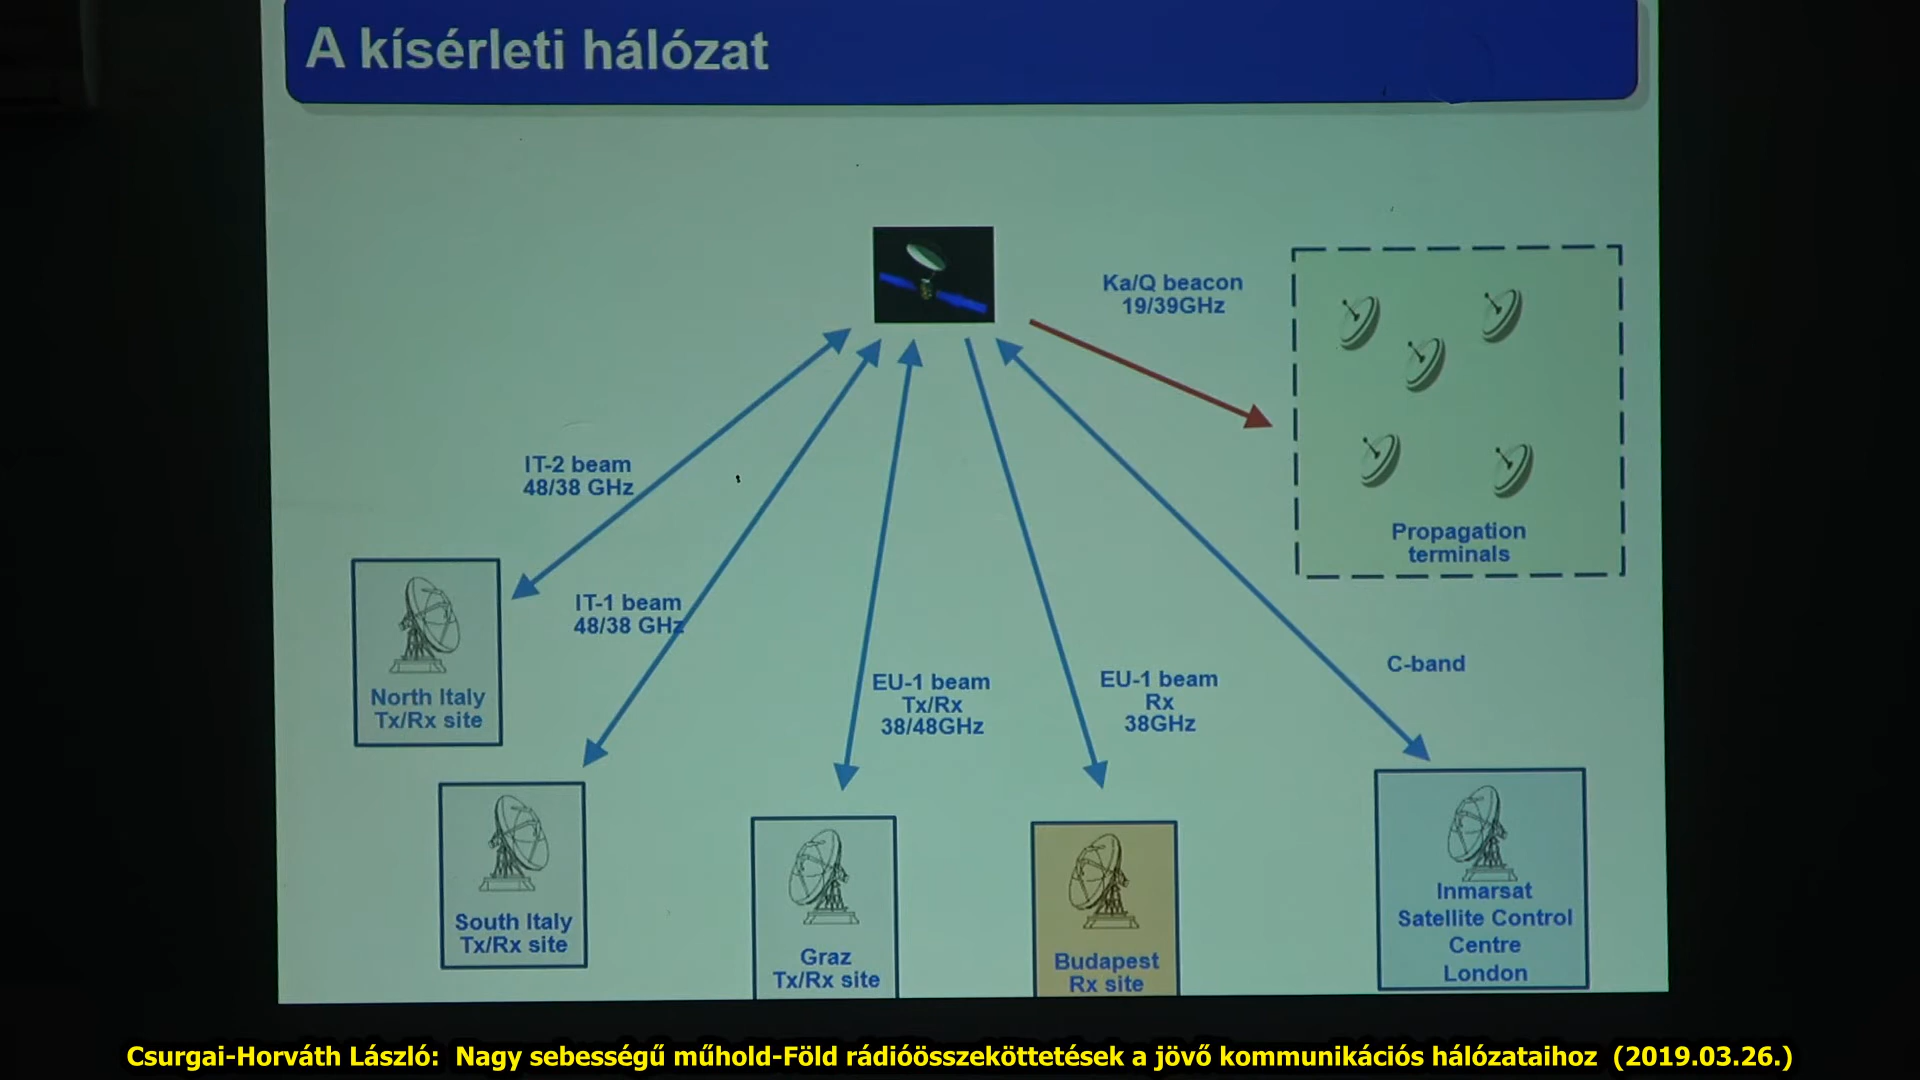 A kísérleti hálózat
Ka/Q beacon
19/39GHz
Propagation
terminals
IT-2 beam
48/38 GHz
IT-1 beam
48/38 GHz
EU-1 beam
Tx/Rx
38/48GHz
EU-1 beam
Rx
38GHz
C-band
North Italy
Tx/Rx site
South Italy
Tx/Rx site
Graz
Tx/Rx site
Budapest
Rx site
Inmarsat
Satellite Control
Centre
London
Csurgai-Horváth László:  Nagy sebességű műhold-Föld rádióösszeköttetések a jövő kommunikációs hálózataihoz  (2019.03.26.)